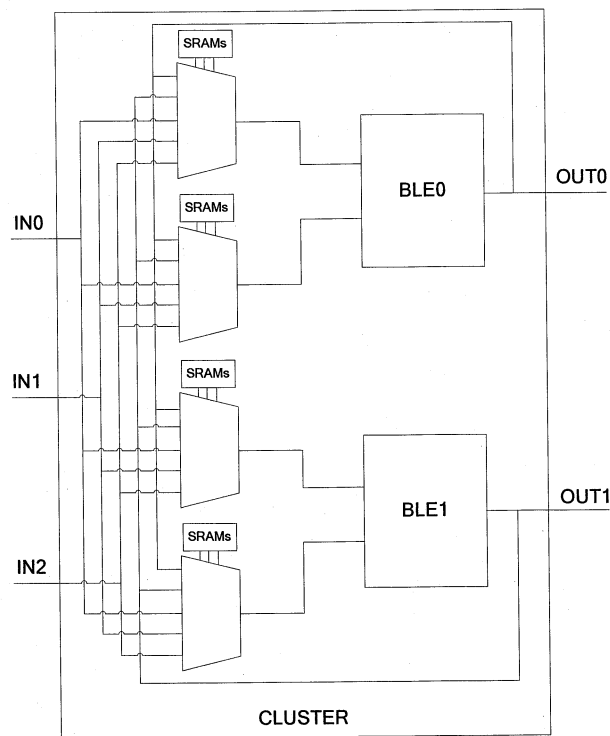 SRAMs
BLE0
OUT0
SRAMs
IN0
SRAMs
IN1
BLE1
OUT1
SRAMs
IN2
CLUSTER